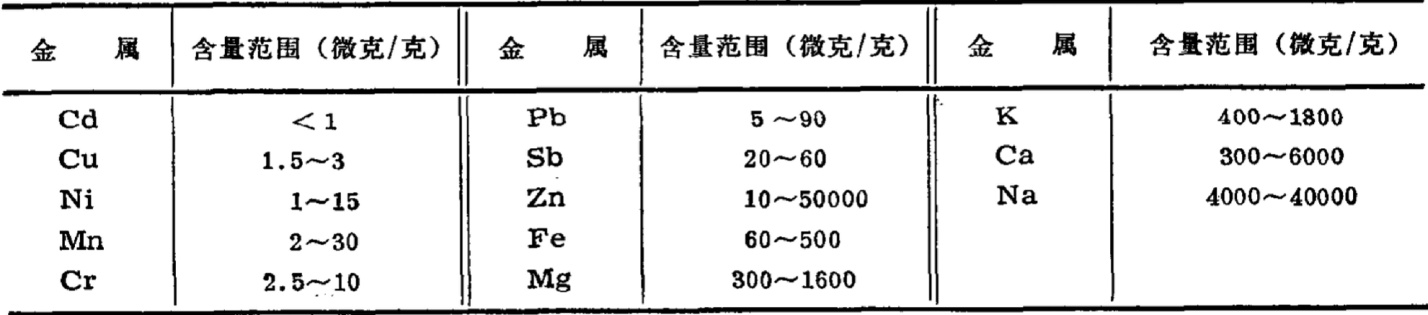 金 属 含量范围（微克/克） 金 属 含量范围（微克/克） 金 属 含量范围（微克/克）
Cd ＜1 Pb 5～90 K 400～1800
Cu 1.5～3 Sb 20～60 Ca 300～6000
Ni 1～15 Zn 10～50000 Na 4000～40000
Mn 2～30 Fe 60～500
Cr 2.5～10 Mg 300～1600